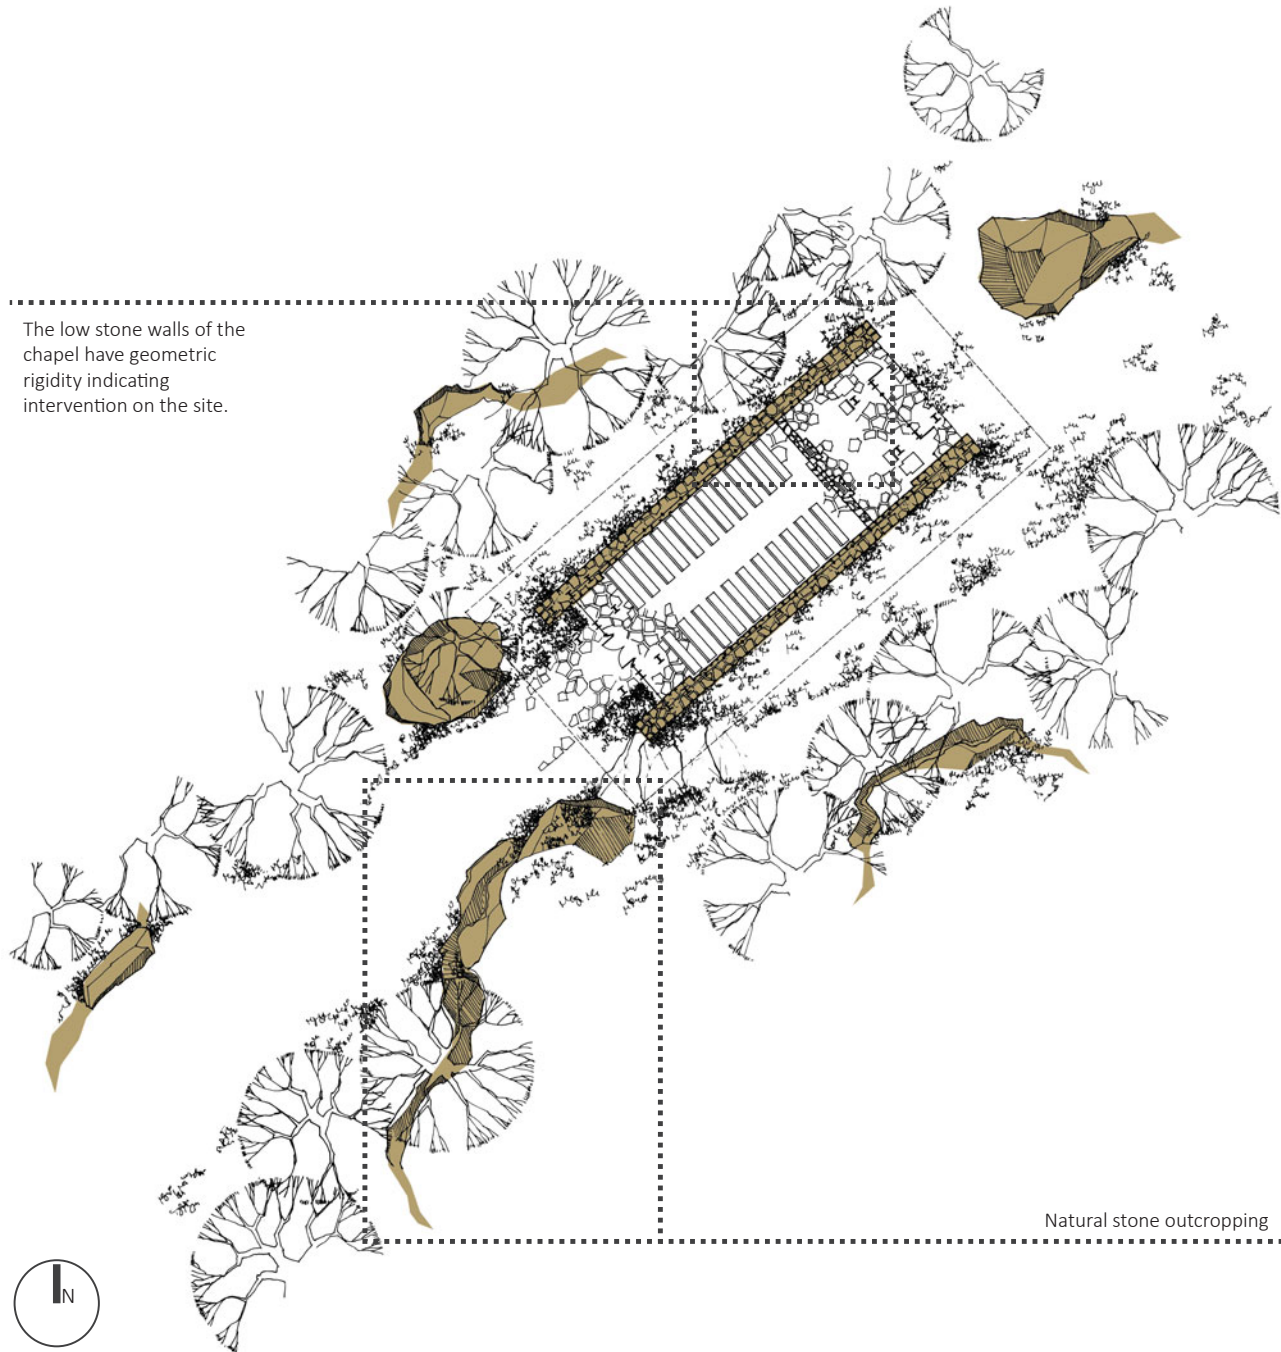 The low stone walls of the
chapel have geometric
rigidity indicating
intervention on the site.
Natural stone outcropping
N